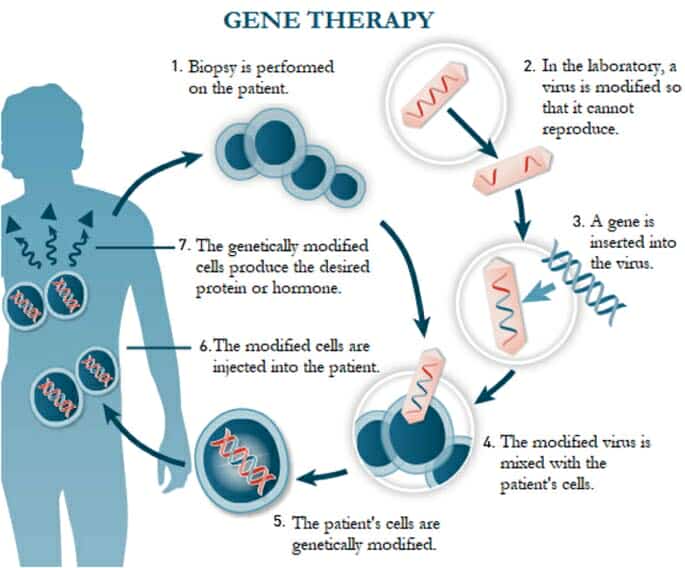 GENE THERAPY
1. Biopsy is performed
on the patient.
2. In the laboratory, a
virus is modified so
that it cannot
reproduce.
3. A gene is
inserted into
the virus.
7. The genetically modified
cells produce the desired
protein or hormone.
6.The modified cells are
injected into the patient.
4. The modified virus is
mixed with the
patient's cells.
5. The patient's cells are
genetically modified.